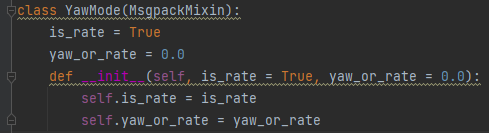 class YawMode(MsgpackMixin):
    is_rate = True
    yaw_or_rate = 0.0
    def __init__(self, is_rate = True, yaw_or_rate = 0.0):
        self.is_rate = is_rate
        self.yaw_or_rate = yaw_or_rate